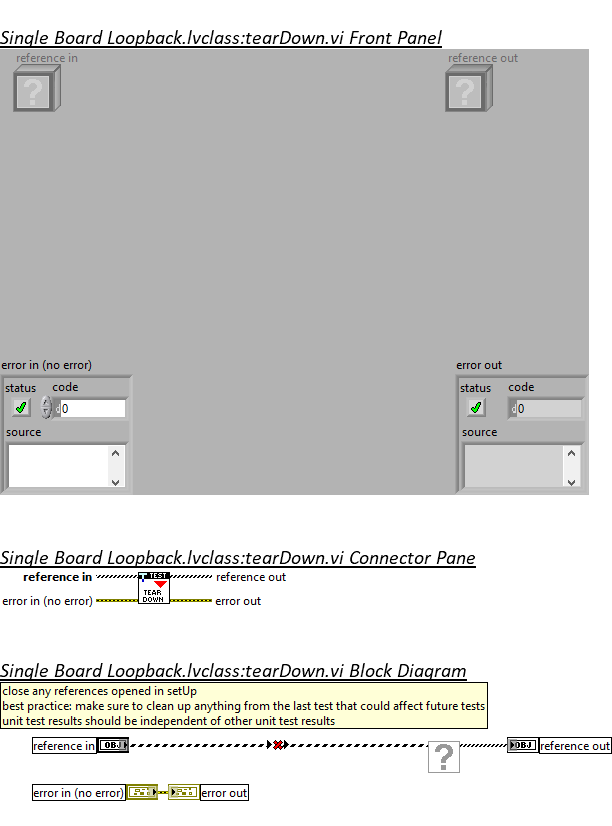 Single Board Loopback.lvclass:tearDown.vi Front Panel
reference in
reference out
?
?
error in (no error)
error out
status code
status code
d0
d0
source
source
Single Board Loopback.lvclass:tearDown.vi Connector Pane
reference in
TEST
reference out
TEAR
DOWN
error in (no error)
error out
Single Board Loopback.lvclass:tearDown.vi Block Diagram
close any references opened in setUp
best practice: make sure to clean up anything from the last test that could affect future tests
unit test results should be independent of other unit test results
reference in OBJ
?
OBJ reference out
error in (no error)
error out